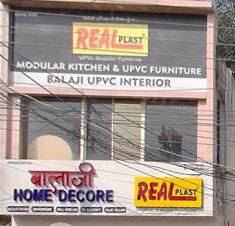 REAL
PLAST
UPVC Modular Furniture
MODULAR KITCHEN & UPVC FURNITURE
BALAJI UPVC INTERIOR
बालाजी
HOME DECORE
REAL
PLAST